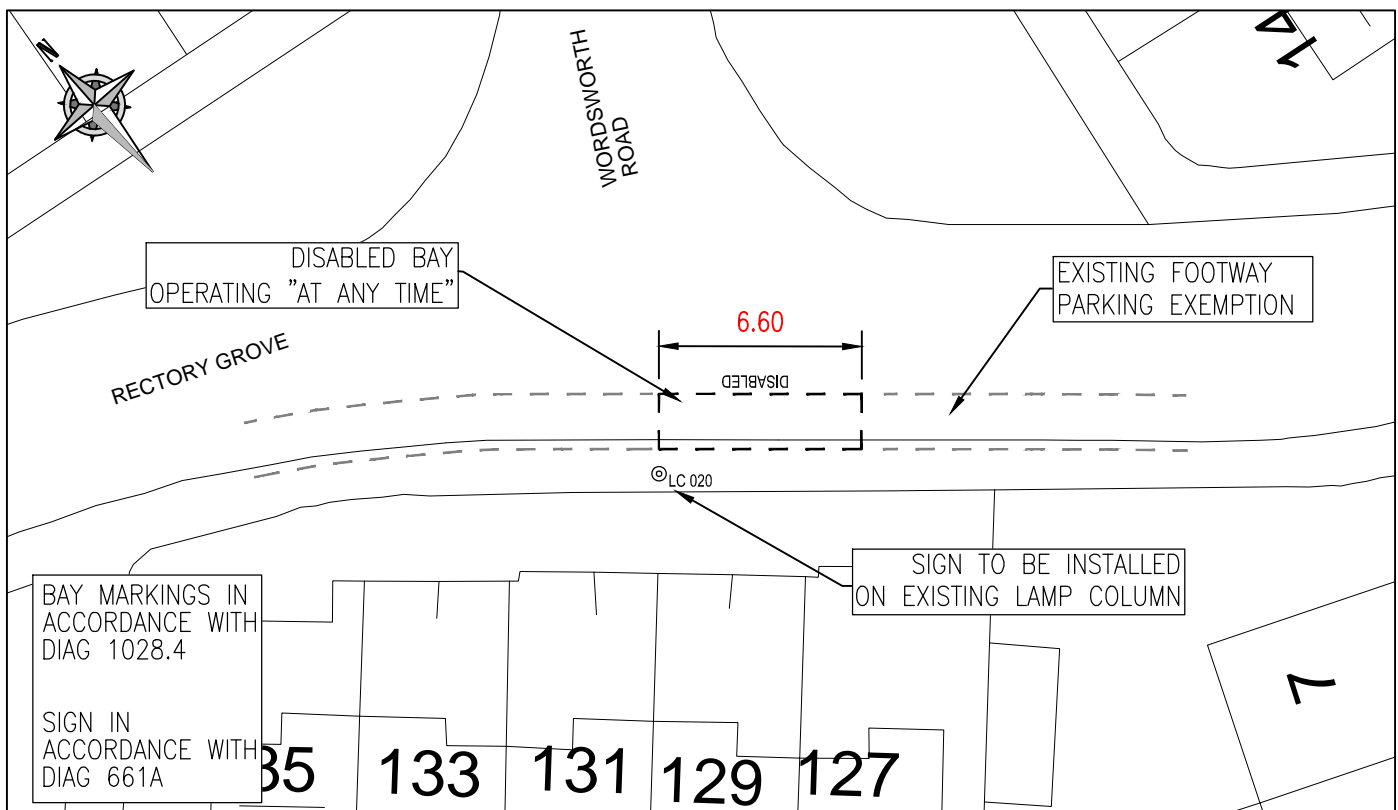 N
WORDSWORTH
ROAD
14
DISABLED BAY
OPERATING "AT ANY TIME"
EXISTING FOOTWAY
PARKING EXEMPTION
6.60
RECTORY GROVE
DISABLED
LC 020
SIGN TO BE INSTALLED
ON EXISTING LAMP COLUMN
BAY MARKINGS IN
ACCORDANCE WITH
DIAG 1028.4
SIGN IN
ACCORDANCE WITH
DIAG 661A
35
133
131
129
127
7